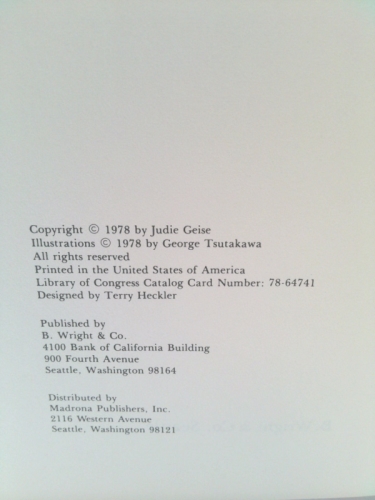 Copyright © 1978 by Judie Geise
Illustrations © 1978 by George Tsutakawa
All rights reserved
Printed in the United States of America
Library of Congress Catalog Card Number: 78-64741
Designed by Terry Heckler
Published by
B. Wright & Co.
4100 Bank of California Building
900 Fourth Avenue
Seattle, Washington 98164
Distributed by
Madrona Publishers, Inc.
2116 Western Avenue
Seattle, Washington 98121